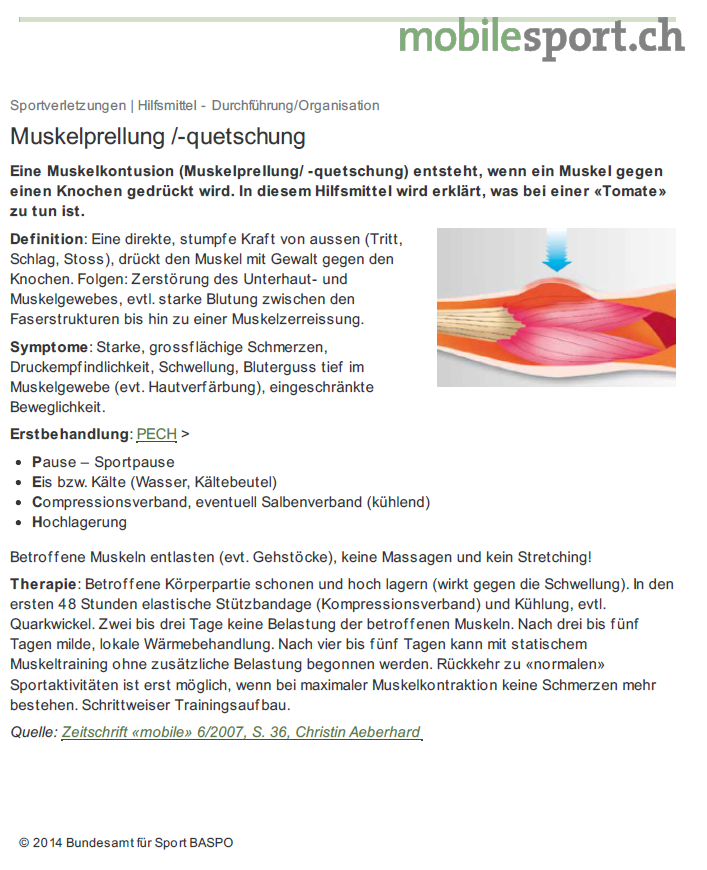 mobilesport.ch
Sportverletzungen | Hilfsmittel - Durchführung/Organisation
Muskelprellung /-quetschung
Eine Muskelkontusion (Muskelprellung/ -quetschung) entsteht, wenn ein Muskel gegen
einen Knochen gedrückt wird. In diesem Hilfsmittel wird erklärt, was bei einer «Tomate»
zu tun ist.
Definition: Eine direkte, stumpfe Kraft von aussen (Tritt,
Schlag, Stoss), drückt den Muskel mit Gewalt gegen den
Knochen. Folgen: Zerstörung des Unterhaut- und
Muskelgewebes, evtl. starke Blutung zwischen den
Faserstrukturen bis hin zu einer Muskelzerreissung.
Symptome: Starke, grossflächige Schmerzen,
Druckempfindlichkeit, Schwellung, Bluterguss tief im
Muskelgewebe (evt. Hautverfärbung), eingeschränkte
Beweglichkeit.
Erstbehandlung: PECH >
• Pause – Sportpause
• Eis bzw. Kälte (Wasser, Kältebeutel)
• Compressionsverband, eventuell Salbenverband (kühlend)
• Hochlagerung
Betroffene Muskeln entlasten (evt. Gehstöcke), keine Massagen und kein Stretching!
Therapie: Betroffene Körperpartie schonen und hoch lagern (wirkt gegen die Schwellung). In den
ersten 48 Stunden elastische Stützbandage (Kompressionsverband) und Kühlung, evtl.
Quarkwickel. Zwei bis drei Tage keine Belastung der betroffenen Muskeln. Nach drei bis fünf
Tagen milde, lokale Wärmebehandlung. Nach vier bis fünf Tagen kann mit statischem
Muskeltraining ohne zusätzliche Belastung begonnen werden. Rückkehr zu «normalen»
Sportaktivitäten ist erst möglich, wenn bei maximaler Muskelkontraktion keine Schmerzen mehr
bestehen. Schrittweiser Trainingsaufbau.
Quelle: Zeitschrift «mobile» 6/2007, S. 36, Christin Aeberhard
© 2014 Bundesamt für Sport BASPO